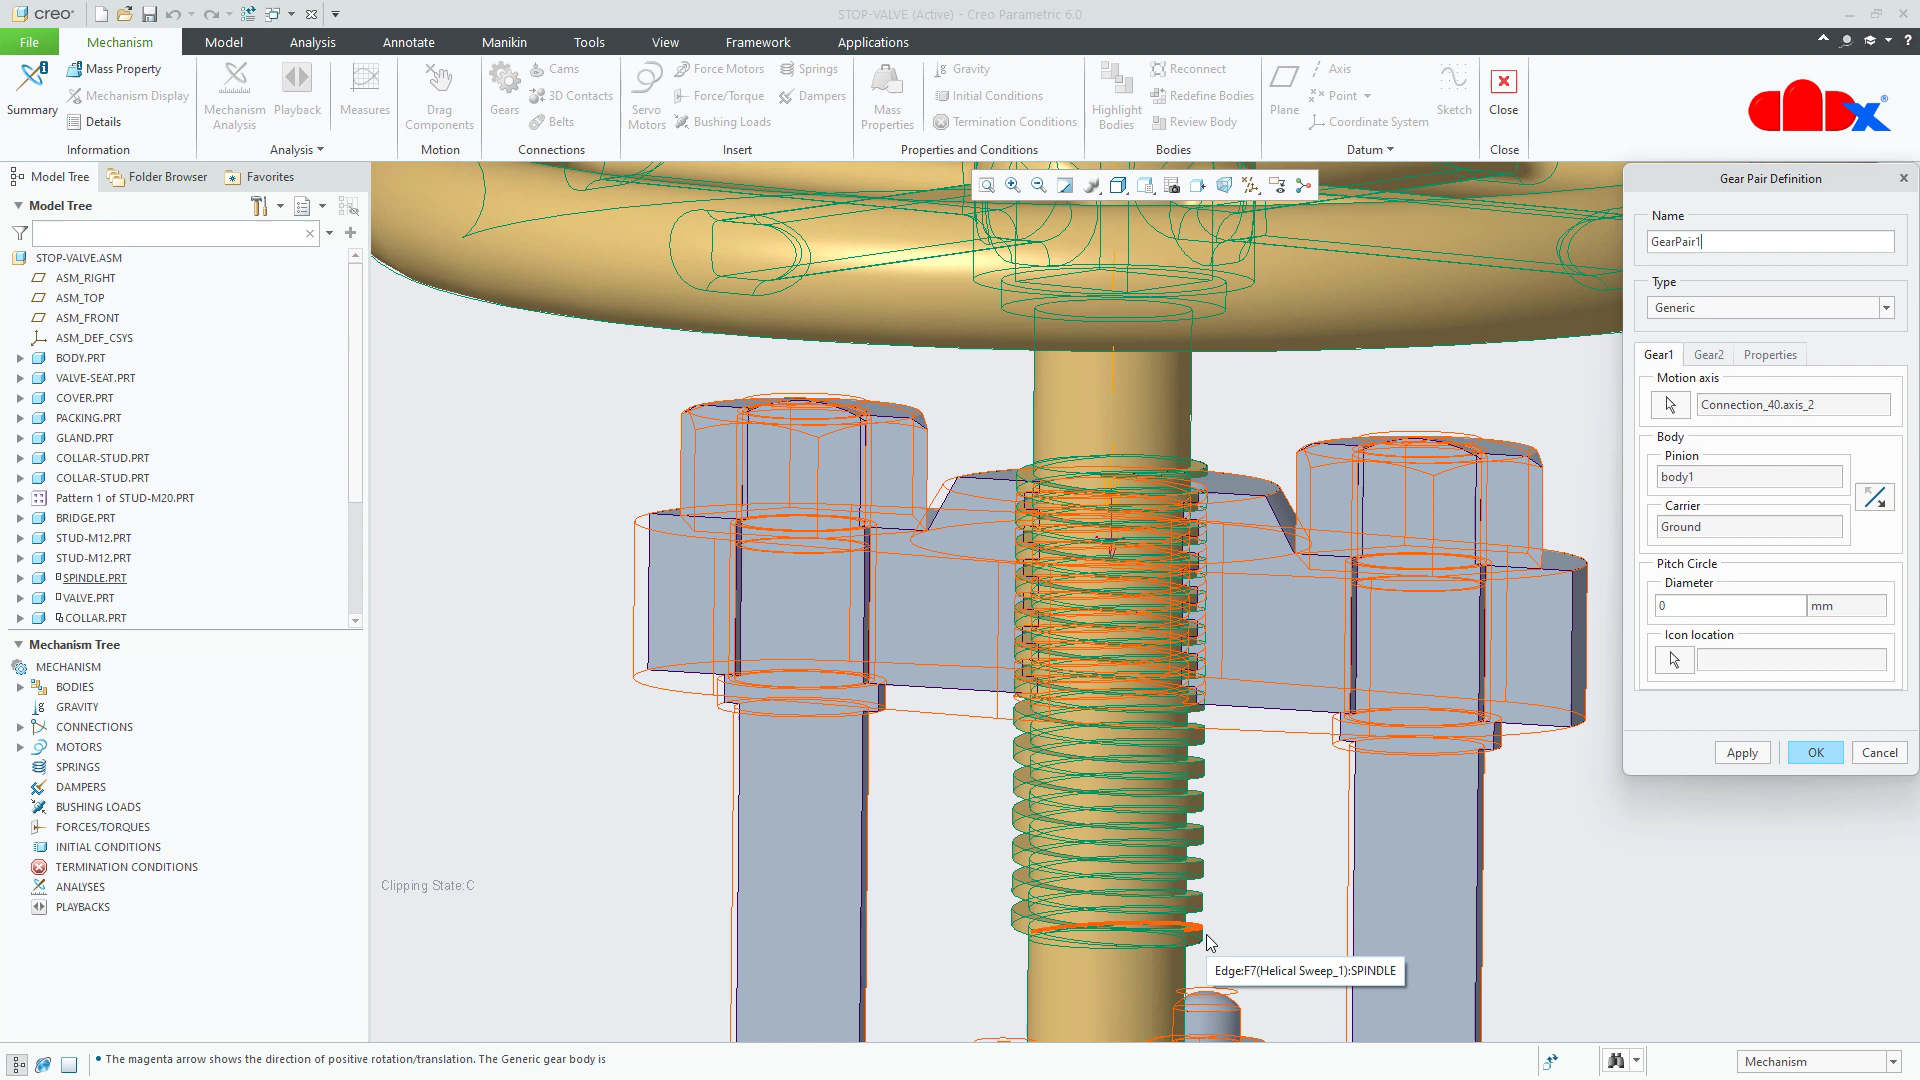 creo
STOP-VALVE (Active) - Creo Parametric 6.0
File
Mechanism
Model
Analysis
Annotate
Manikin
Tools
View
Framework
Applications
Summary
Mass Property
Mechanism Display
Details
Information
Mechanism
Analysis
Playback
Measures
Analysis
Drag
Components
Motion
Gears
Cams
3D Contacts
Belts
Connections
Servo
Motors
Force Motors
Force/Torque
Bushing Loads
Springs
Dampers
Insert
Mass
Properties
Gravity
Initial Conditions
Termination Conditions
Properties and Conditions
Highlight
Bodies
Reconnect
Redefine Bodies
Review Body
Bodies
Plane
Axis
Point
Coordinate System
Sketch
Datum
Close
Close
Model Tree
Folder Browser
Favorites
Model Tree
STOP-VALVE.ASM
ASM_RIGHT
ASM_TOP
ASM_FRONT
ASM_DEF_CSYS
BODY.PRT
VALVE-SEAT.PRT
COVER.PRT
PACKING.PRT
GLAND.PRT
COLLAR-STUD.PRT
COLLAR-STUD.PRT
Pattern 1 of STUD-M20.PRT
BRIDGE.PRT
STUD-M12.PRT
STUD-M12.PRT
SPINDLE.PRT
VALVE.PRT
COLLAR.PRT
Mechanism Tree
MECHANISM
BODIES
GRAVITY
CONNECTIONS
MOTORS
SPRINGS
DAMPERS
BUSHING LOADS
FORCES/TORQUES
INITIAL CONDITIONS
TERMINATION CONDITIONS
ANALYSES
PLAYBACKS
Clipping State:C
Edge:F7(Helical Sweep_1):SPINDLE
Gear Pair Definition
Name
GearPair1
Type
Generic
Gear1
Gear2
Properties
Motion axis
Connection_40.axis_2
Body
Pinion
body1
Carrier
Ground
Pitch Circle
Diameter
0
mm
Icon location
Apply
OK
Cancel
• The magenta arrow shows the direction of positive rotation/translation. The Generic gear body is
Mechanism